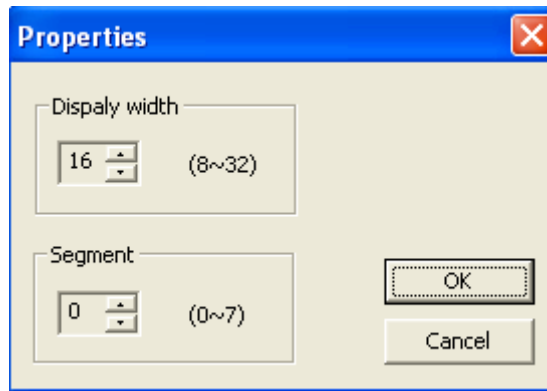 Properties
Dispaly width
16 (8~32)
Segment
0 (0~7)
OK
Cancel